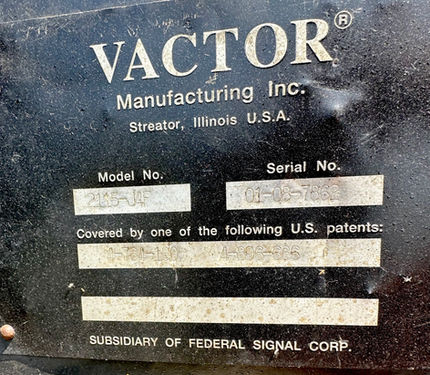 VACTOR®
Manufacturing Inc.
Streator, Illinois U.S.A.
Model No. Serial No.
2115-J4F 01-03-7862
Covered by one of the following U.S. patents:
SUBSIDIARY OF FEDERAL SIGNAL CORP.